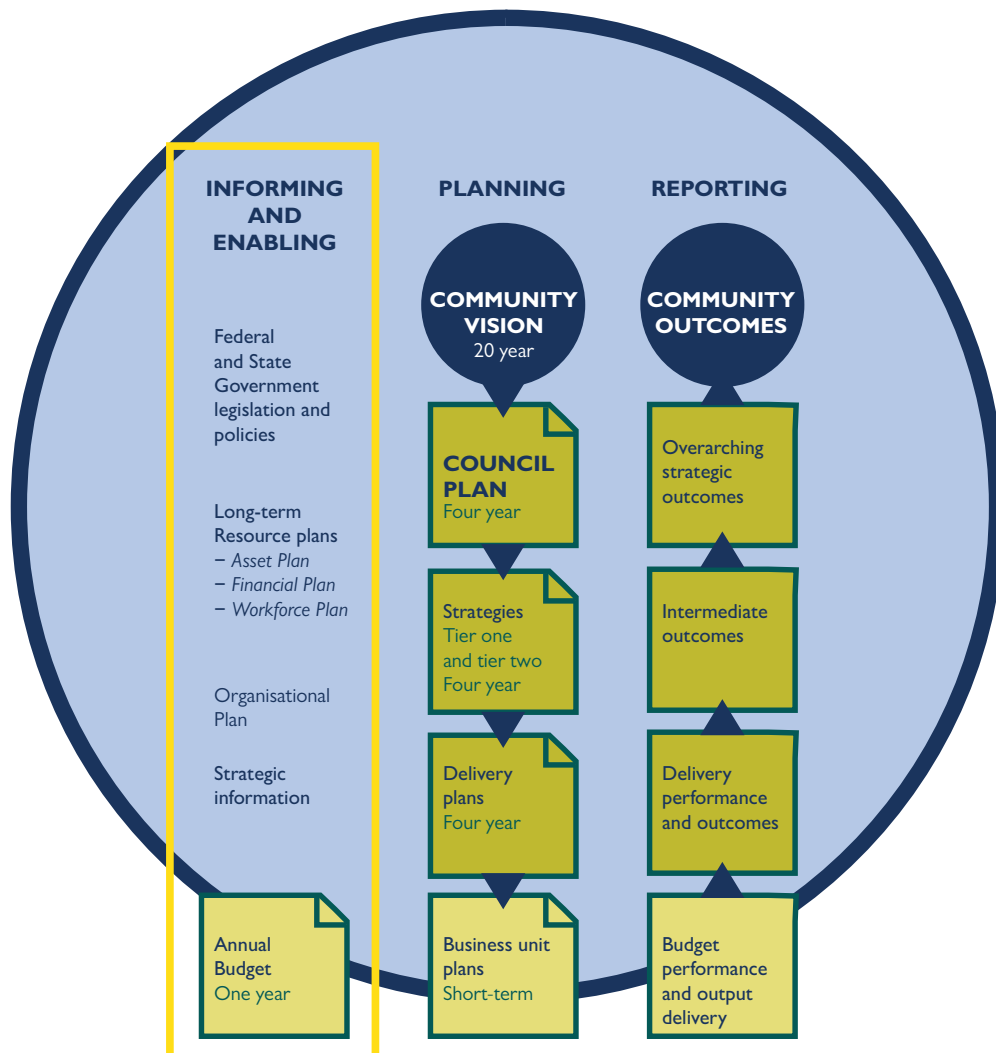 INFORMING
AND
ENABLING
Federal
and State
Government
legislation and
policies
Long-term
Resource plans
– Asset Plan
– Financial Plan
– Workforce Plan
Organisational
Plan
Strategic
information
Annual
Budget
One year
PLANNING
COMMUNITY
VISION
20 year
COUNCIL
PLAN
Four year
Strategies
Tier one
and tier two
Four year
Delivery
plans
Four year
Business unit
plans
Short-term
REPORTING
COMMUNITY
OUTCOMES
Overarching
strategic
outcomes
Intermediate
outcomes
Delivery
performance
and outcomes
Budget
performance
and output
delivery